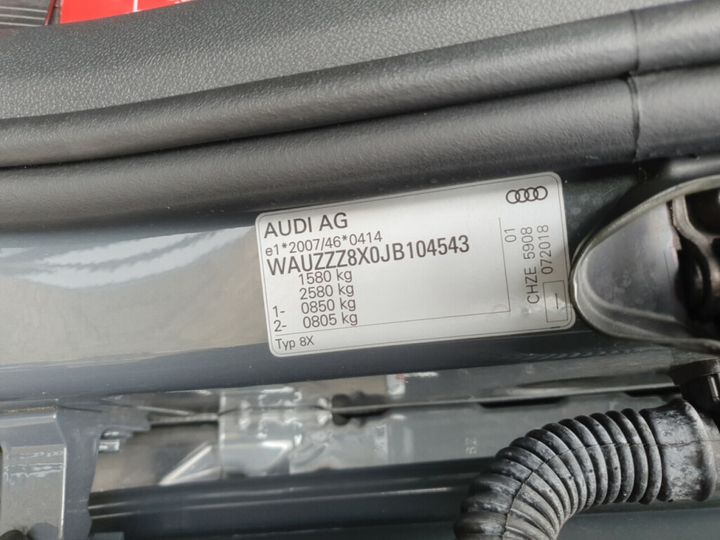 AUDI AG
e1*2007/46*0414
WAUZZZ8X0JB104543
1580 kg
2580 kg
1- 0850 kg
2- 0805 kg
Typ 8X
01
CHZE 5908
072018